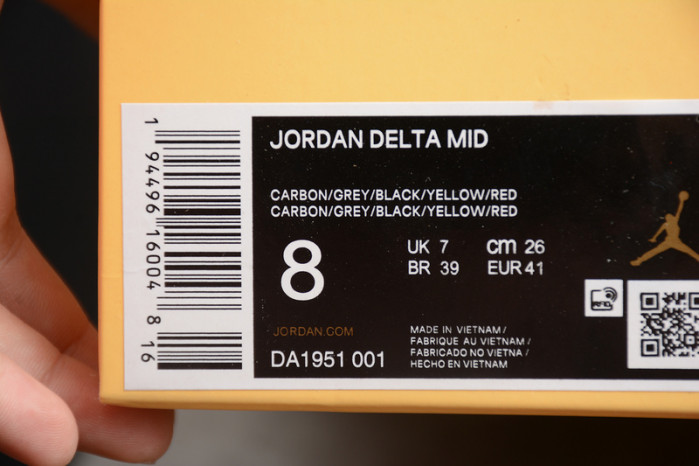 1 94496 16004 8 16
JORDAN DELTA MID
CARBON/GREY/BLACK/YELLOW/RED
CARBON/GREY/BLACK/YELLOW/RED
8
UK 7 cm 26
BR 39 EUR 41
JORDAN.COM
DA1951 001
MADE IN VIETNAM /
FABRIQUE AU VIETNAM /
FABRICADO NO VIETNA /
HECHO EN VIETNAM